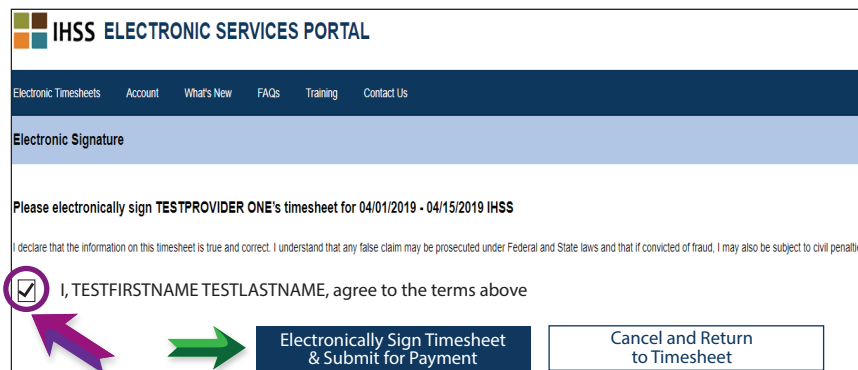 IHSS ELECTRONIC SERVICES PORTAL
Electronic Timesheets Account What's New FAQs Training Contact Us
Electronic Signature
Please electronically sign TESTPROVIDER ONE's timesheet for 04/01/2019 - 04/15/2019 IHSS
I declare that the information on this timesheet is true and correct. I understand that any false claim may be prosecuted under Federal and State laws and that if convicted of fraud, I may also be subject to civil penaltie
I, TESTFIRSTNAME TESTLASTNAME, agree to the terms above
Electronically Sign Timesheet
& Submit for Payment
Cancel and Return
to Timesheet